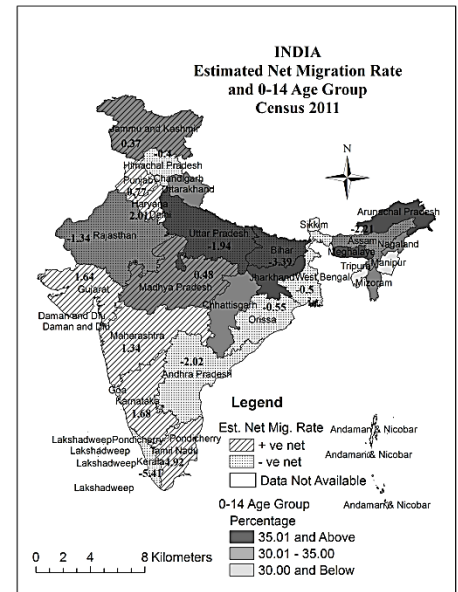 INDIA
Estimated Net Migration Rate
and 0-14 Age Group
Census 2011
N
Jammu and Kashmir
0.37
-0.4
Himachal Pradesh
Punjab
Chandigarh
0.77
Uttarakhand
Haryana
2.01
Delhi
Arunachal Pradesh
Sikkim
-2.21
-1.34
Rajasthan
Uttar Pradesh
-1.94
Bihar
-3.39
Assam
Nagaland
Meghalaya
Manipur
Tripura
Mizoram
1.64
Gujarat
0.48
Madhya Pradesh
Jharkhand
West Bengal
-0.5
Chhattisgarh
-0.55
Orissa
Daman and Diu
Daman and Diu
Maharashtra
1.34
-2.02
Andhra Pradesh
Goa
Karnataka
1.68
Lakshadweep
Pondicherry
Pondicherry
Lakshadweep
Tamil Nadu
Lakshadweep
Kerala
4.92
-5.41
Lakshadweep
Legend
Est. Net Mig. Rate
+ ve net
- ve net
Data Not Available
Andaman & Nicobar
Andaman & Nicobar
Andaman & Nicobar
0-14 Age Group
Percentage
35.01 and Above
30.01 - 35.00
30.00 and Below
0 2 4 8 Kilometers